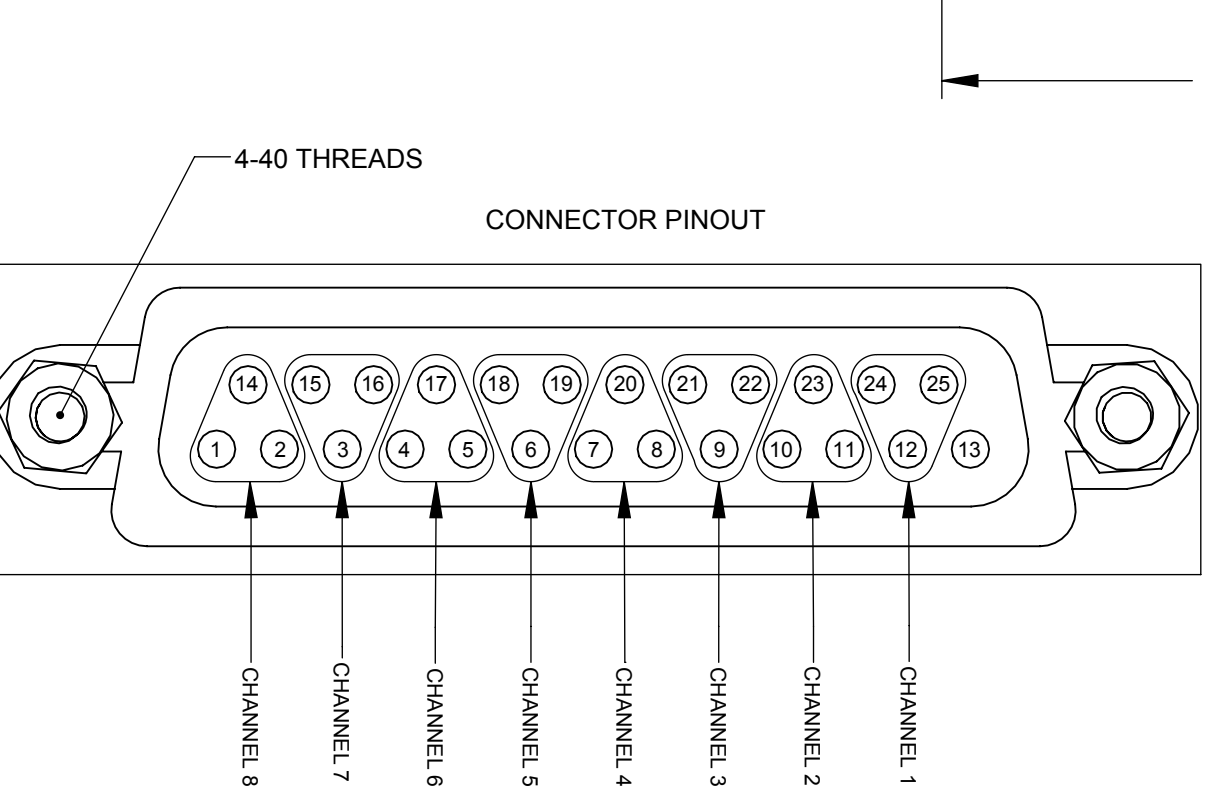 4-40 THREADS
CONNECTOR PINOUT
14 15 16 17 18 19 20 21 22 23 24 25
1 2 3 4 5 6 7 8 9 10 11 12 13
CHANNEL 8
CHANNEL 7
CHANNEL 6
CHANNEL 5
CHANNEL 4
CHANNEL 3
CHANNEL 2
CHANNEL 1